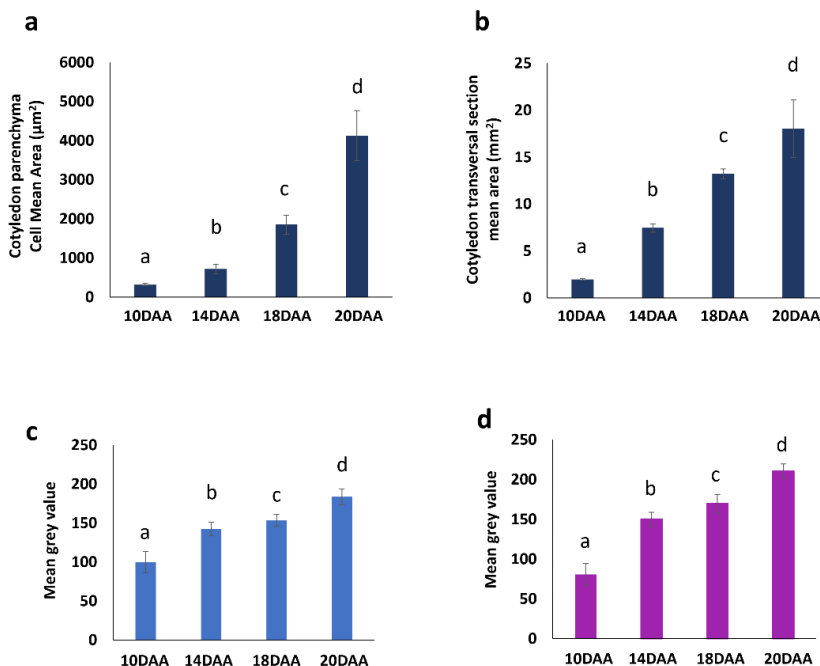 a
Cotyledon parenchyma
Cell Mean Area (µm²)
6000
5000
4000
3000
2000
1000
0
a
b
c
d
10DAA 14DAA 18DAA 20DAA
b
Cotyledon transversal section
mean area (mm²)
25
20
15
10
5
0
a
b
c
d
10DAA 14DAA 18DAA 20DAA
c
Mean grey value
250
200
150
100
50
0
a
b
c
d
10DAA 14DAA 18DAA 20DAA
d
Mean grey value
250
200
150
100
50
0
a
b
c
d
10DAA 14DAA 18DAA 20DAA